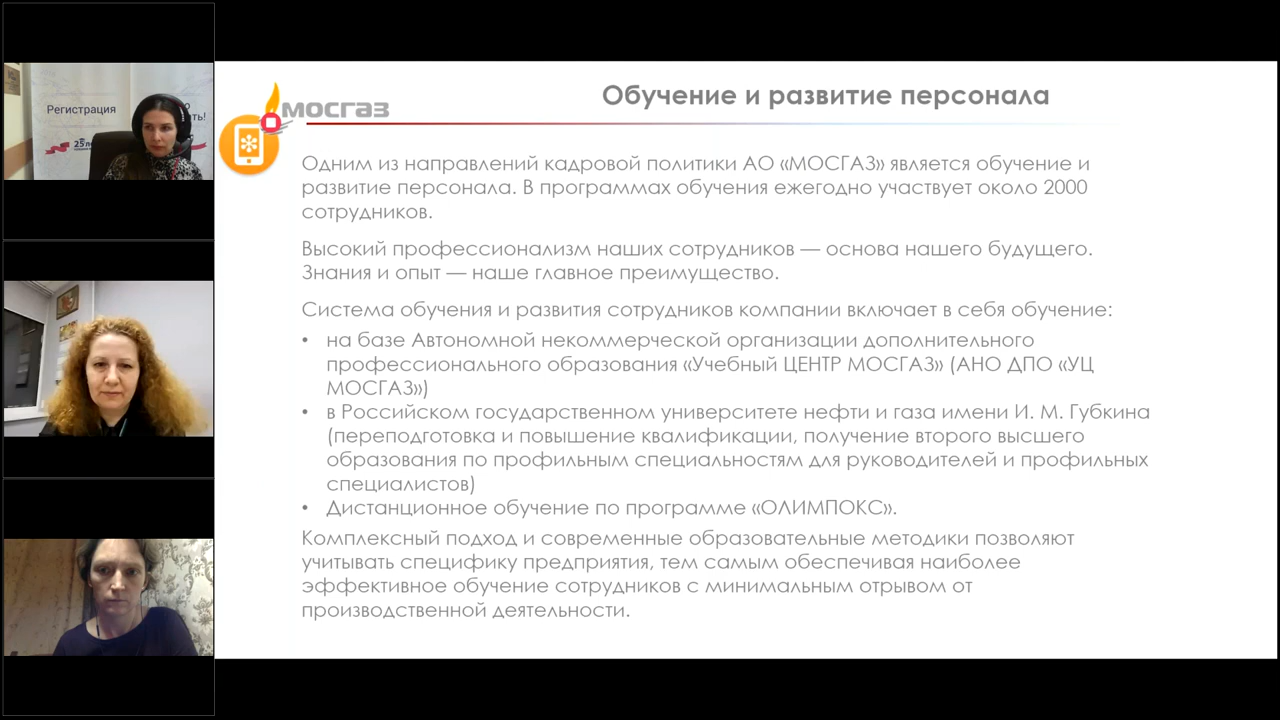 Регистрация
25
мосгаз
Обучение и развитие персонала
Одним из направлений кадровой политики АО «МОСГАЗ» является обучение и
развитие персонала. В программах обучения ежегодно участвует около 2000
сотрудников.
Высокий профессионализм наших сотрудников — основа нашего будущего.
Знания и опыт — наше главное преимущество.
Система обучения и развития сотрудников компании включает в себя обучение:
• на базе Автономной некоммерческой организации дополнительного
профессионального образования «Учебный ЦЕНТР МОСГАЗ» (АНО ДПО «УЦ
МОСГАЗ»)
• в Российском государственном университете нефти и газа имени И. М. Губкина
(переподготовка и повышение квалификации, получение второго высшего
образования по профильным специальностям для руководителей и профильных
специалистов)
• Дистанционное обучение по программе «ОЛИМПОКС».
Комплексный подход и современные образовательные методики позволяют
учитывать специфику предприятия, тем самым обеспечивая наиболее
эффективное обучение сотрудников с минимальным отрывом от
производственной деятельности.